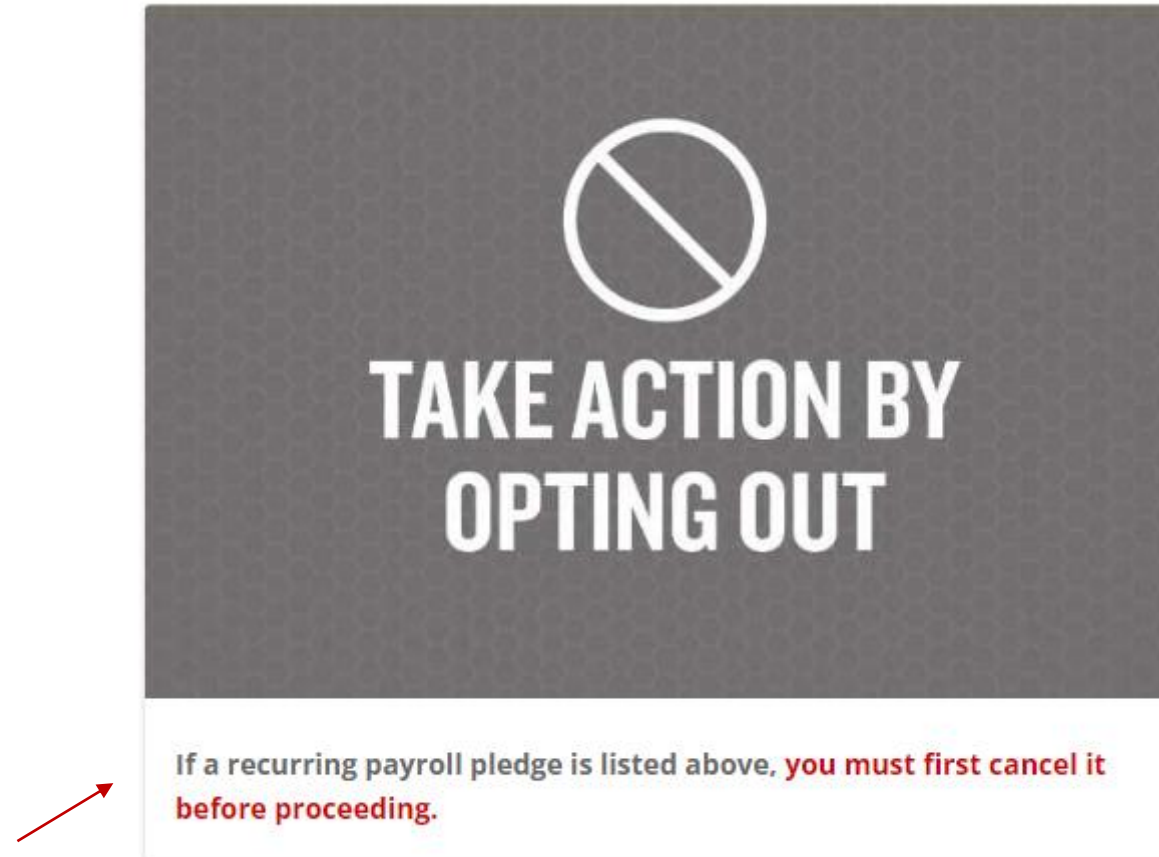 TAKE ACTION BY
OPTING OUT
If a recurring payroll pledge is listed above, you must first cancel it
before proceeding.